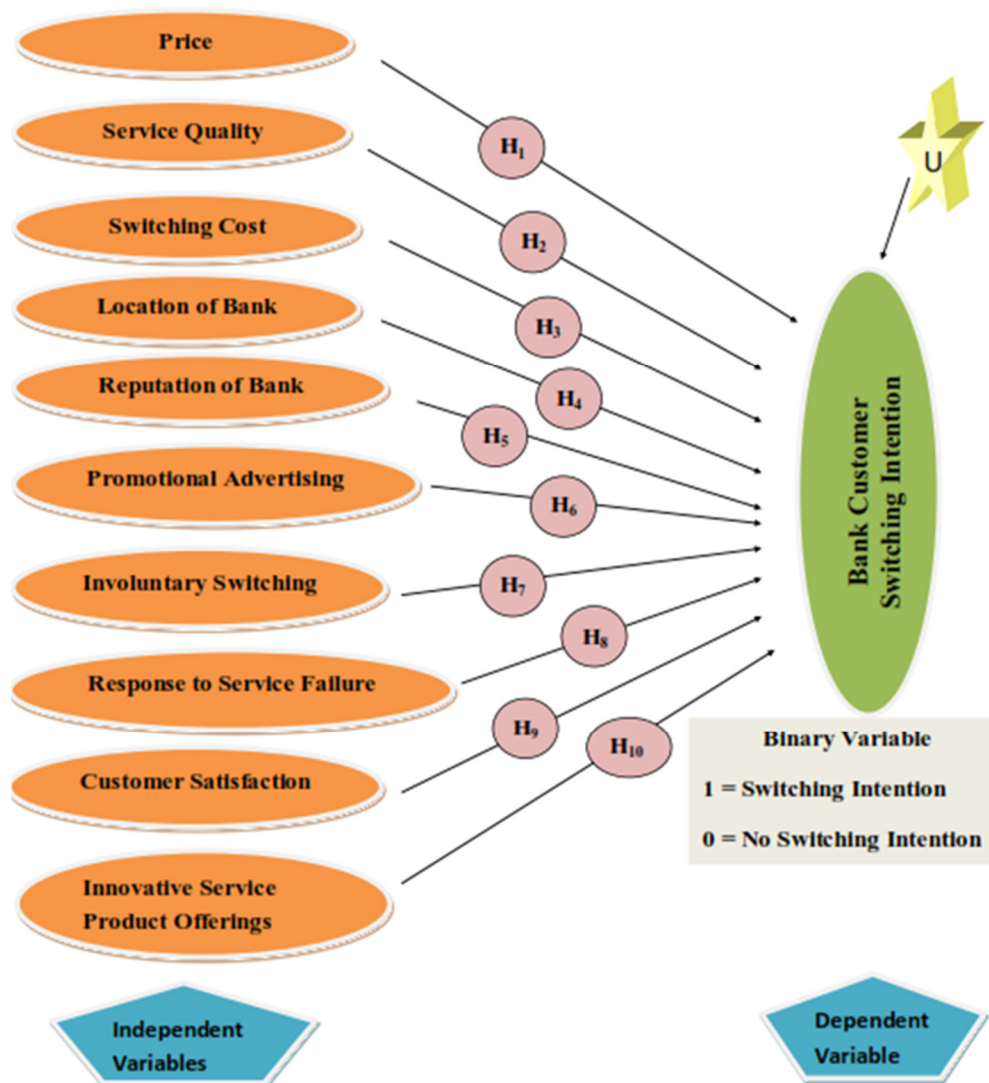 Price
Service Quality
Switching Cost
Location of Bank
Reputation of Bank
Promotional Advertising
Involuntary Switching
Response to Service Failure
Customer Satisfaction
Innovative Service
Product Offerings
H₁
H₂
H₃
H₄
H₅
H₆
H₇
H₈
H₉
H₁₀
U
Bank Customer
Switching Intention
Binary Variable
1 = Switching Intention
0 = No Switching Intention
Independent
Variables
Dependent
Variable